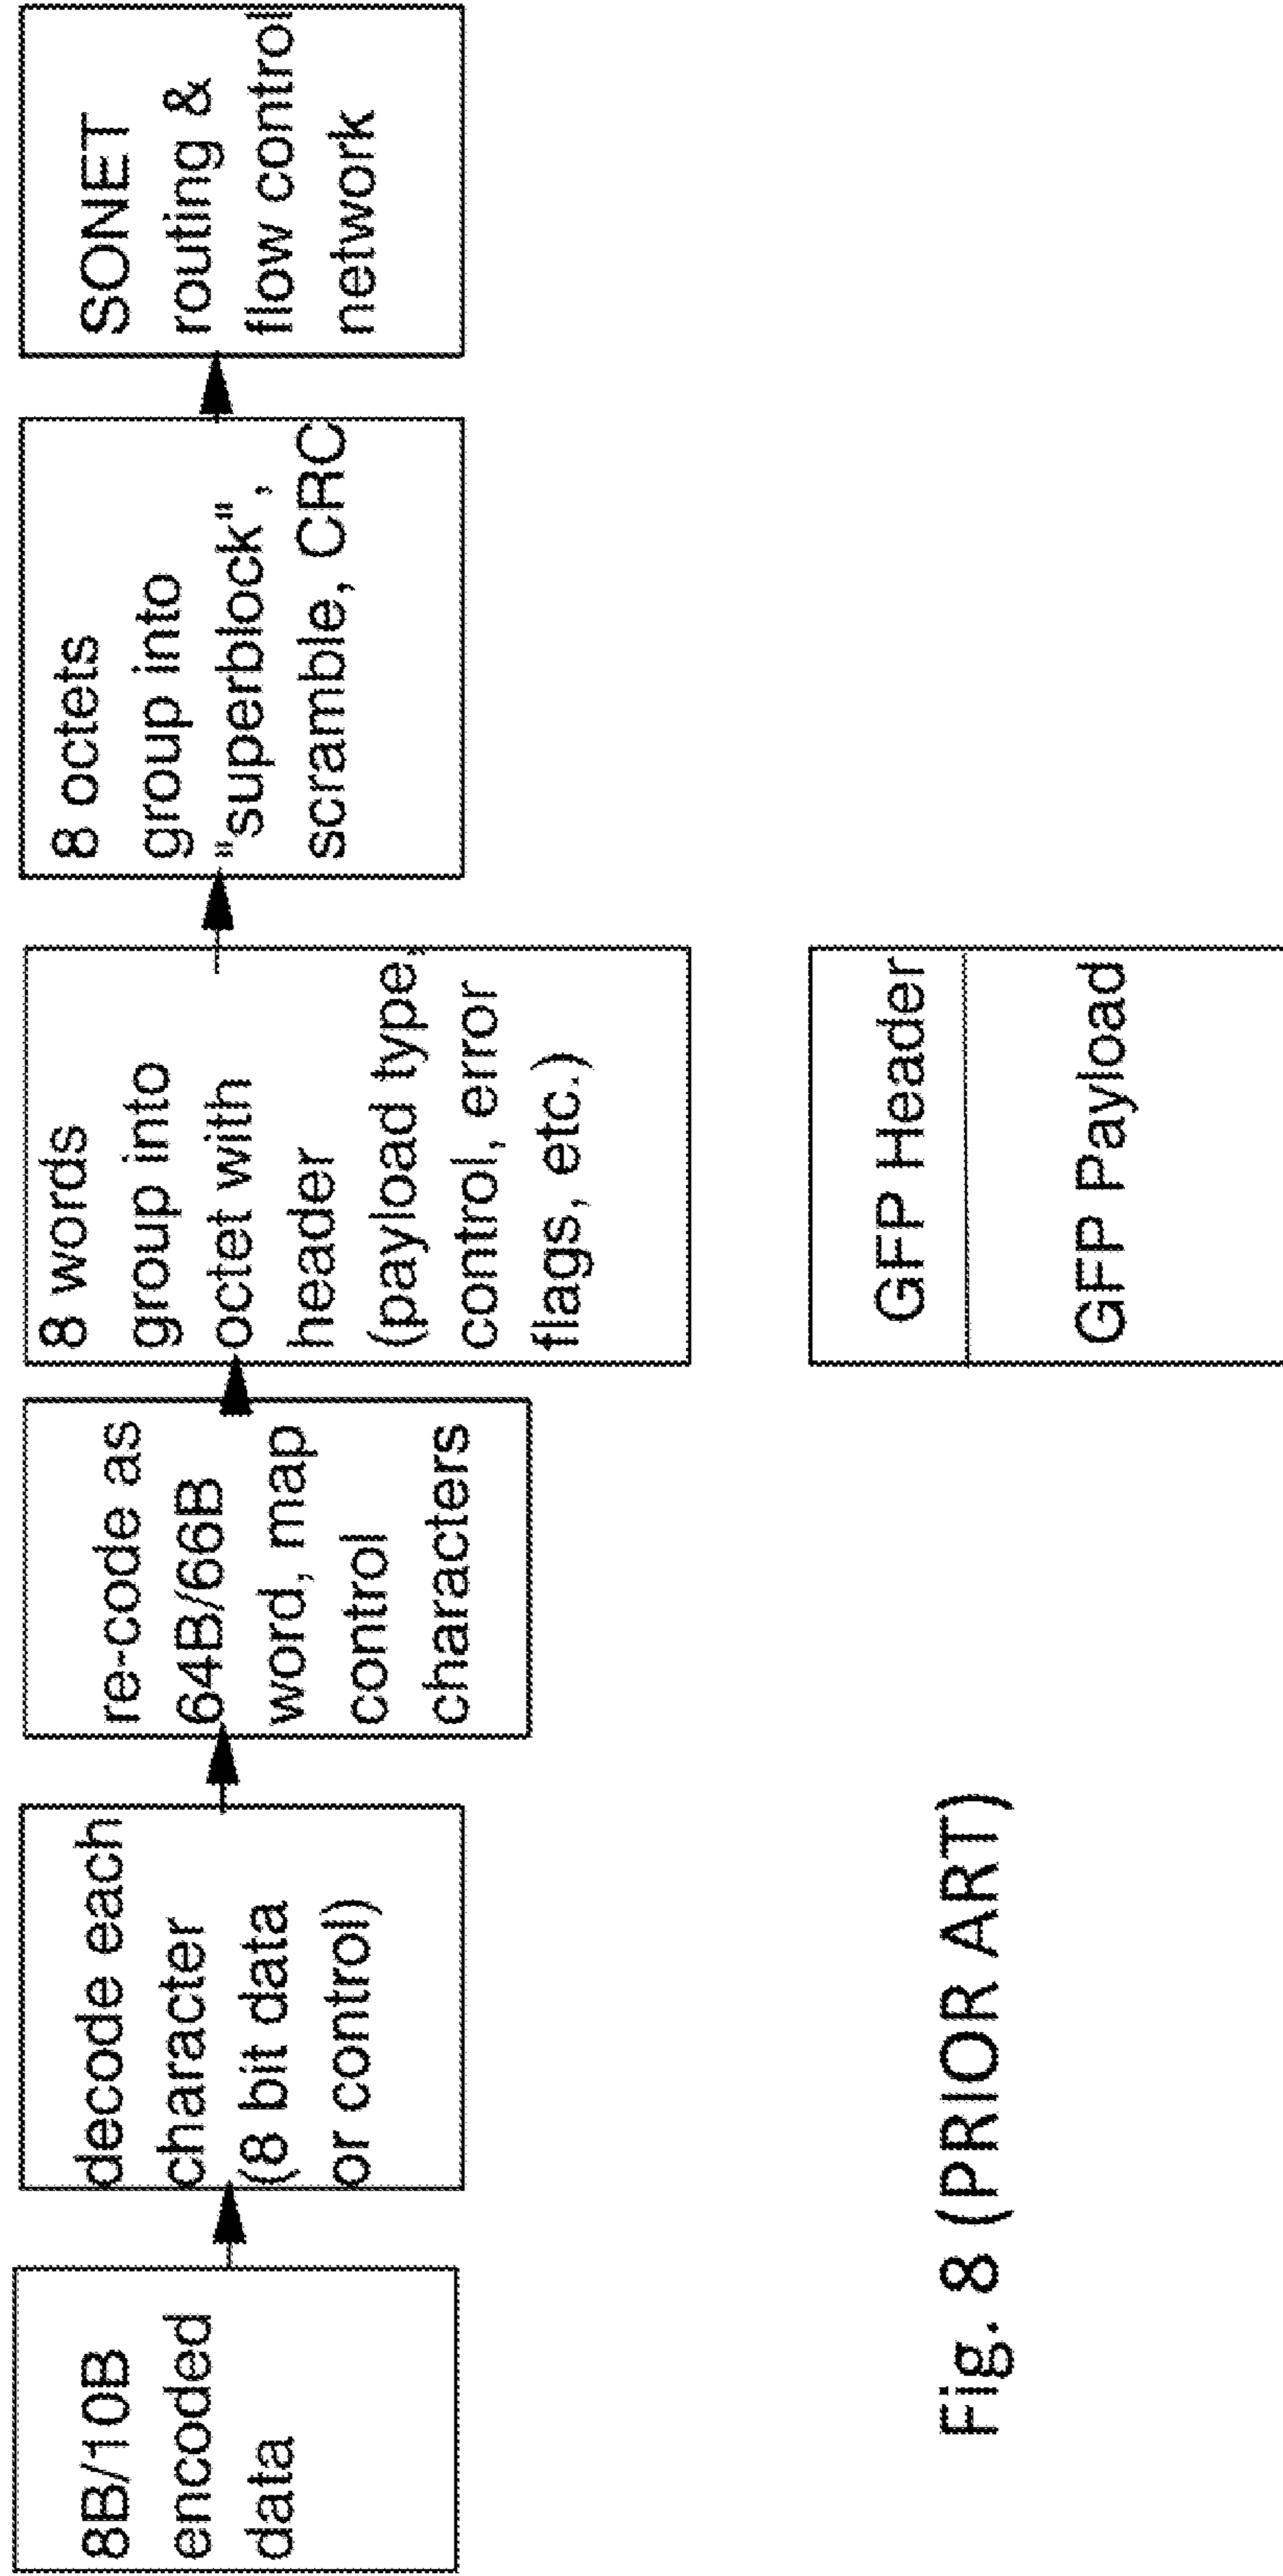 8B/10B
encoded
data
decode each
character
(8 bit data
or control)
re-code as
64B/66B
word, map
control
characters
8 words
group into
octet with
header
(payload type,
control, error
flags, etc.)
8 octets
group into
"superblock",
scramble, CRC
SONET
routing &
flow control
network
GFP Header
GFP Payload
Fig. 8 (PRIOR ART)